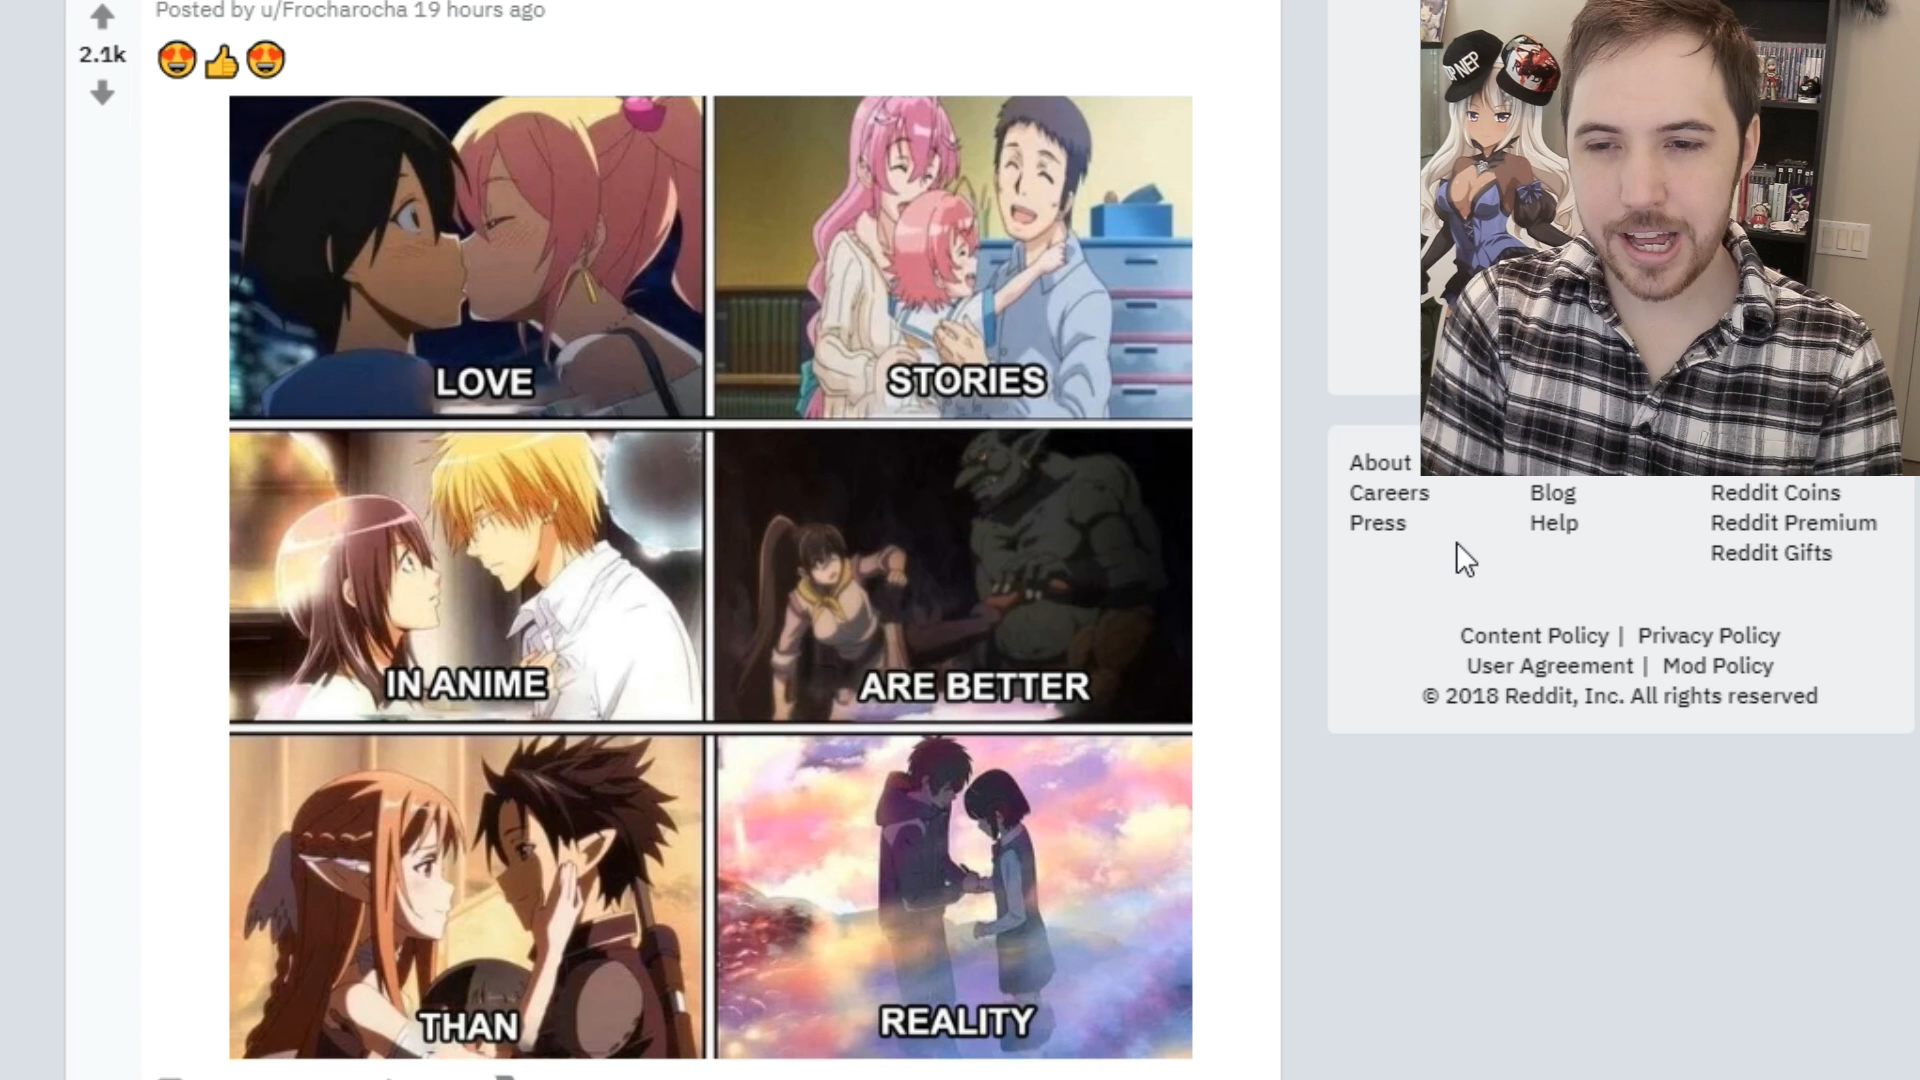 Posted by u/Frocharocha 19 hours ago
2.1k
😍👍😍
LOVE
STORIES
IN ANIME
ARE BETTER
THAN
REALITY
NEP
About
Careers
Press
Blog
Help
Reddit Coins
Reddit Premium
Reddit Gifts
Content Policy | Privacy Policy
User Agreement | Mod Policy
© 2018 Reddit, Inc. All rights reserved